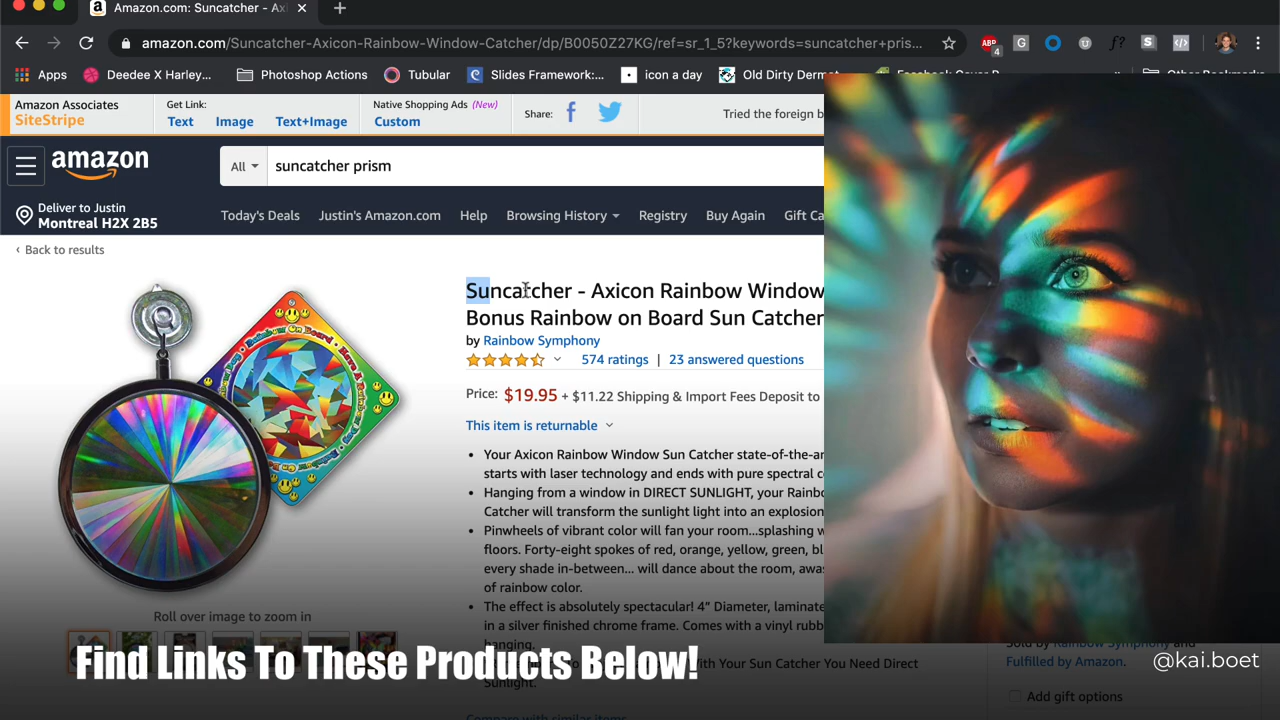 Amazon.com: Suncatcher - Axi
amazon.com/Suncatcher-Axicon-Rainbow-Window-Catcher/dp/B0050Z27KG/ref=sr_1_5?keywords=suncatcher+pris...
ABP
4
Apps
Deedee X Harley...
Photoshop Actions
Tubular
Slides Framework:...
icon a day
Old Dirty Dermot
Facebook Cover P
Other Bookmarks
Amazon Associates
SiteStripe
Get Link:
Text Image Text+Image
Native Shopping Ads (New)
Custom
Share:
Tried the foreign b
amazon
All
suncatcher prism
Deliver to Justin
Montreal H2X 2B5
Today's Deals Justin's Amazon.com Help Browsing History Registry Buy Again Gift Ca
‹ Back to results
Suncatcher - Axicon Rainbow Window
Bonus Rainbow on Board Sun Catcher
by Rainbow Symphony
574 ratings | 23 answered questions
Price: $19.95 + $11.22 Shipping & Import Fees Deposit to
This item is returnable
• Your Axicon Rainbow Window Sun Catcher state-of-the-ar
starts with laser technology and ends with pure spectral c
• Hanging from a window in DIRECT SUNLIGHT, your Rainbo
Catcher will transform the sunlight light into an explosion
• Pinwheels of vibrant color will fan your room...splashing w
floors. Forty-eight spokes of red, orange, yellow, green, bl
every shade in-between... will dance about the room, awas
of rainbow color.
• The effect is absolutely spectacular! 4" Diameter, laminate
in a silver finished chrome frame. Comes with a vinyl rubb
hanging.
With Your Sun Catcher You Need Direct
Sunlight.
Compare with similar items
Roll over image to zoom in
Find Links To These Products Below!
Sold by Rainbow Symphony and
Fulfilled by Amazon.
@kai.boet
Add gift options